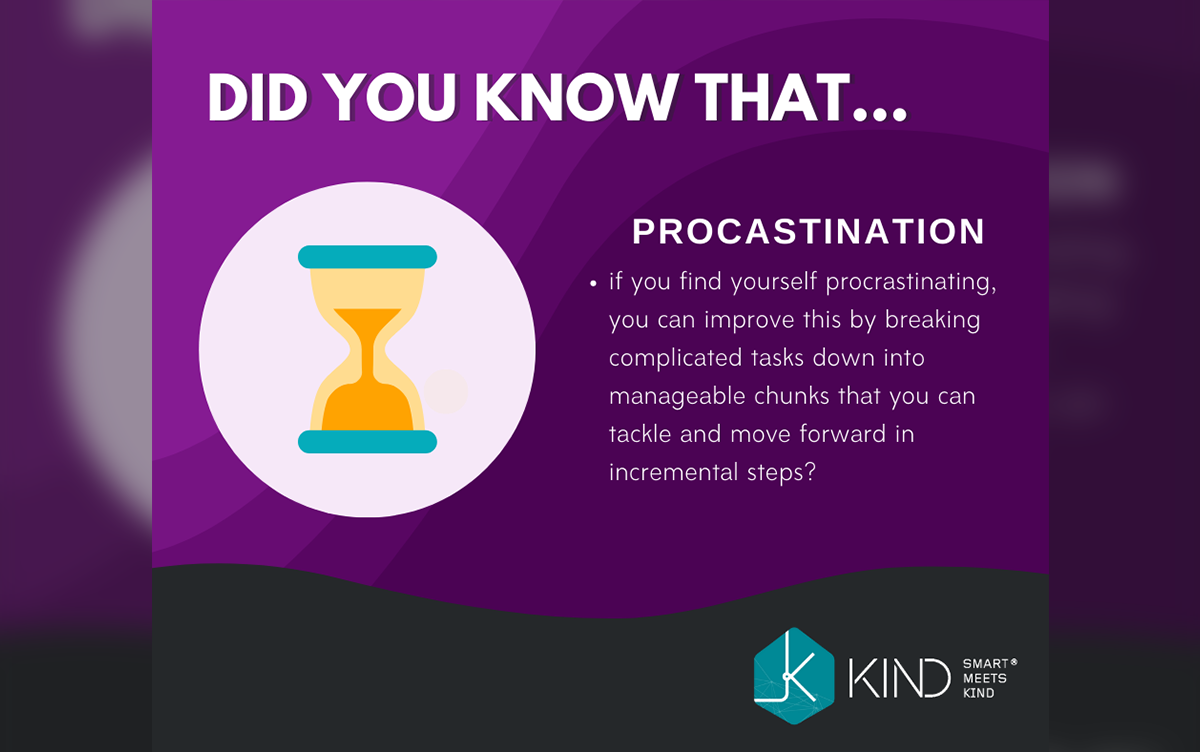 DID YOU KNOW THAT...
PROCASTINATION
• if you find yourself procrastinating,
you can improve this by breaking
complicated tasks down into
manageable chunks that you can
tackle and move forward in
incremental steps?
KIND
SMART®
MEETS
KIND